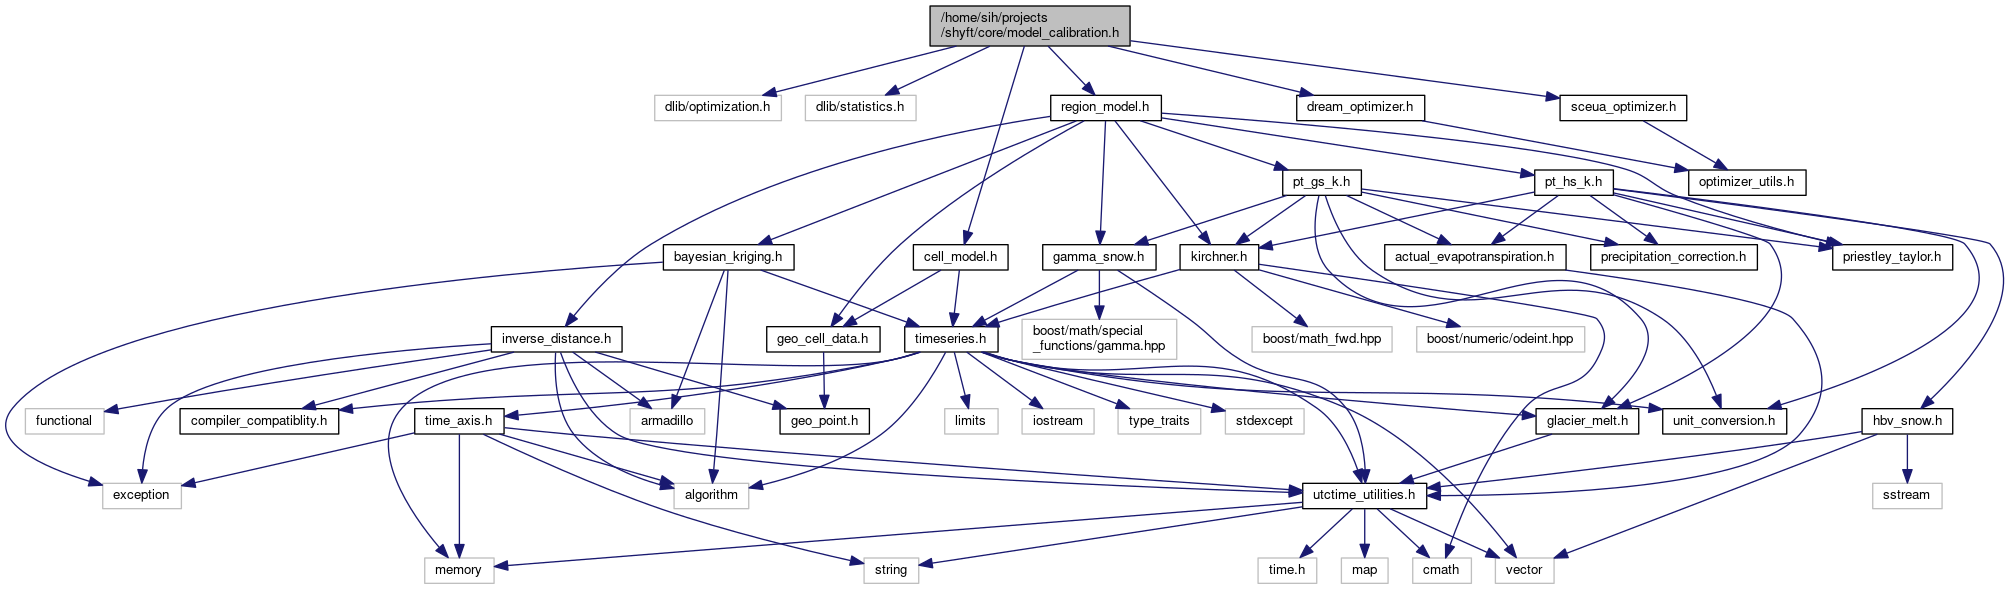 /home/sih/projects
/shyft/core/model_calibration.h
dlib/optimization.h
dlib/statistics.h
region_model.h
dream_optimizer.h
sceua_optimizer.h
pt_gs_k.h
pt_hs_k.h
optimizer_utils.h
bayesian_kriging.h
cell_model.h
gamma_snow.h
kirchner.h
actual_evapotranspiration.h
precipitation_correction.h
priestley_taylor.h
inverse_distance.h
geo_cell_data.h
timeseries.h
boost/math/special
_functions/gamma.hpp
boost/math_fwd.hpp
boost/numeric/odeint.hpp
functional
compiler_compatiblity.h
time_axis.h
armadillo
geo_point.h
limits
iostream
type_traits
stdexcept
glacier_melt.h
unit_conversion.h
hbv_snow.h
exception
algorithm
utctime_utilities.h
sstream
memory
string
time.h
map
cmath
vector